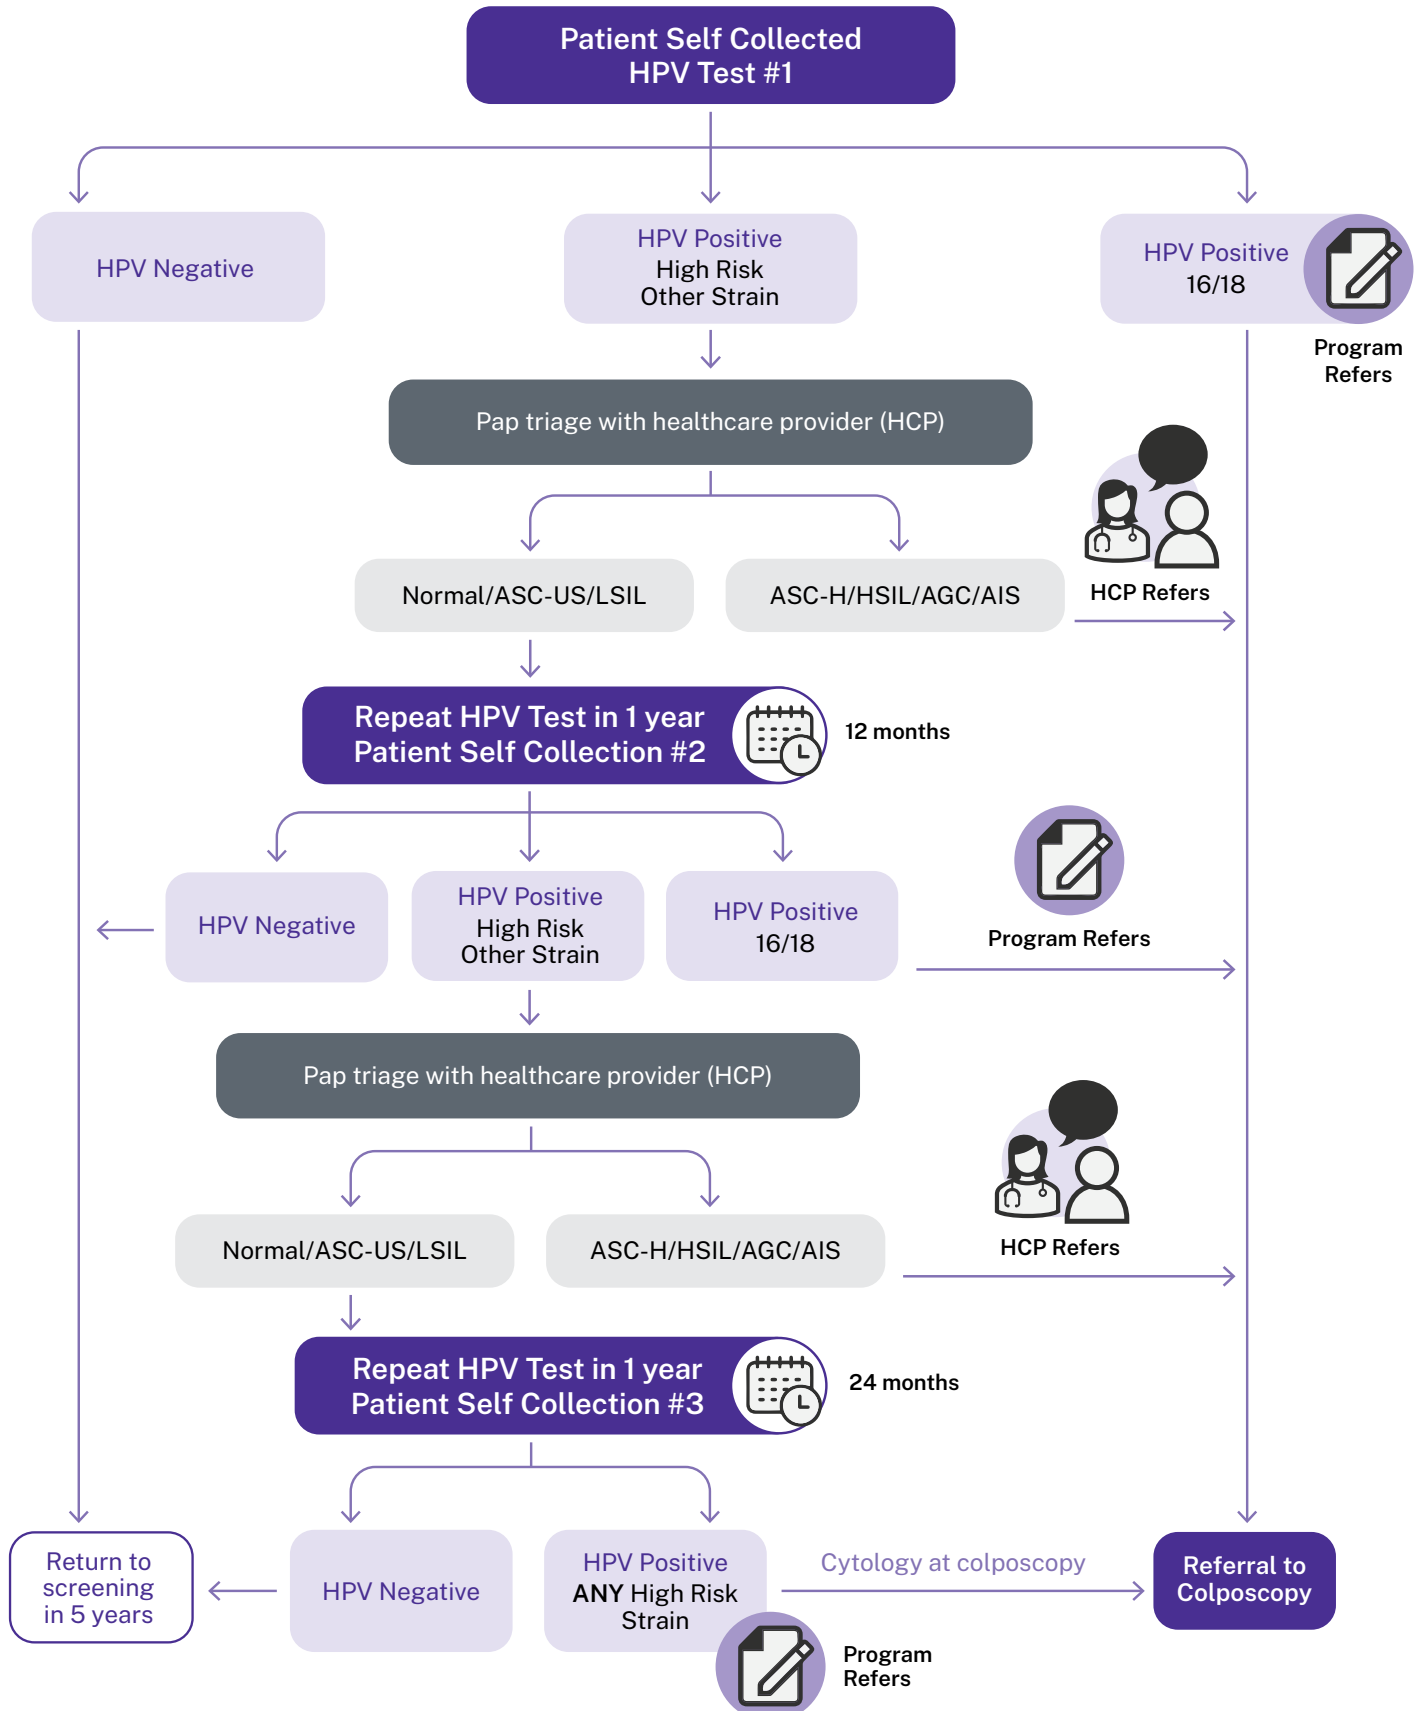 Patient Self Collected
HPV Test #1
HPV Negative
HPV Positive
High Risk
Other Strain
HPV Positive
16/18
Program
Refers
Pap triage with healthcare provider (HCP)
Normal/ASC-US/LSIL
ASC-H/HSIL/AGC/AIS
HCP Refers
Repeat HPV Test in 1 year
Patient Self Collection #2
12 months
HPV Negative
HPV Positive
High Risk
Other Strain
HPV Positive
16/18
Program Refers
Pap triage with healthcare provider (HCP)
Normal/ASC-US/LSIL
ASC-H/HSIL/AGC/AIS
HCP Refers
Repeat HPV Test in 1 year
Patient Self Collection #3
24 months
Return to
screening
in 5 years
HPV Negative
HPV Positive
ANY High Risk
Strain
Program
Refers
Cytology at colposcopy
Referral to
Colposcopy